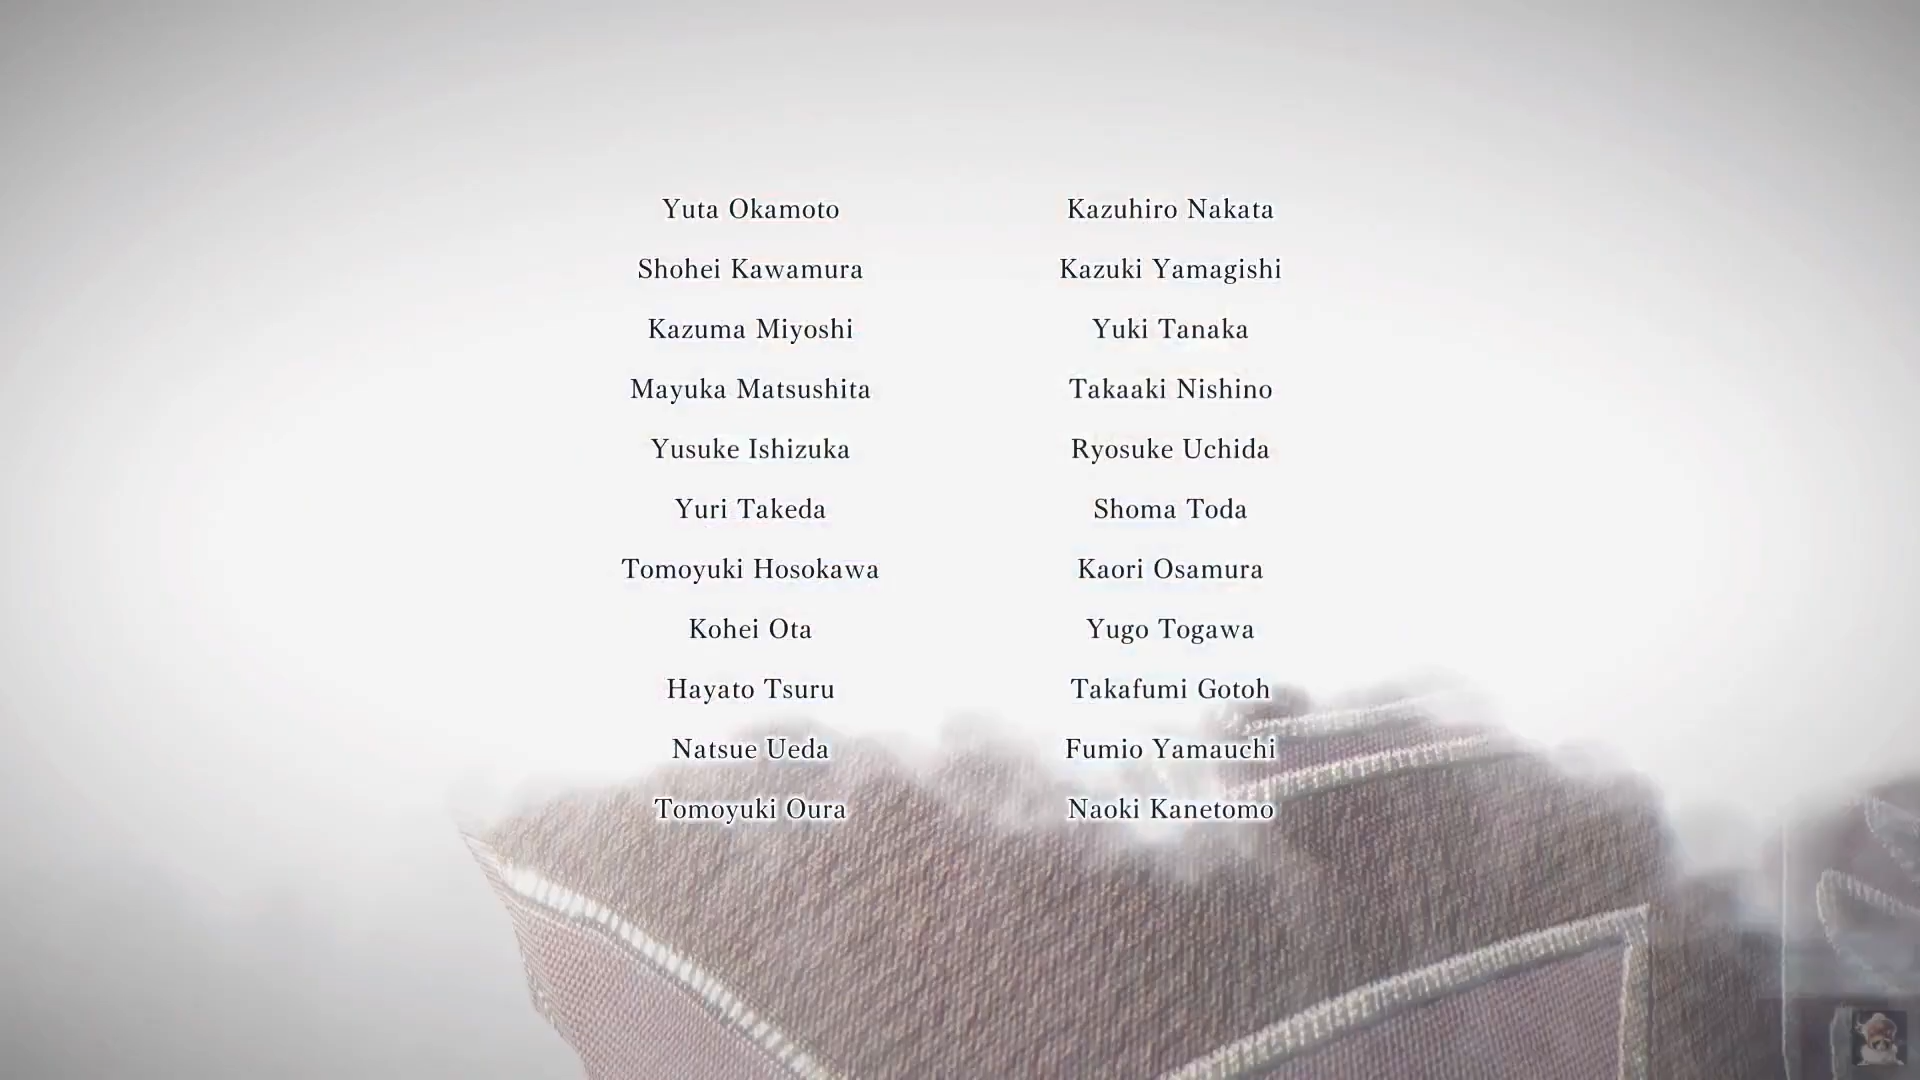 Yuta Okamoto
Shohei Kawamura
Kazuma Miyoshi
Mayuka Matsushita
Yusuke Ishizuka
Yuri Takeda
Tomoyuki Hosokawa
Kohei Ota
Hayato Tsuru
Natsue Ueda
Tomoyuki Oura
Kazuhiro Nakata
Kazuki Yamagishi
Yuki Tanaka
Takaaki Nishino
Ryosuke Uchida
Shoma Toda
Kaori Osamura
Yugo Togawa
Takafumi Gotoh
Fumio Yamauchi
Naoki Kanetomo